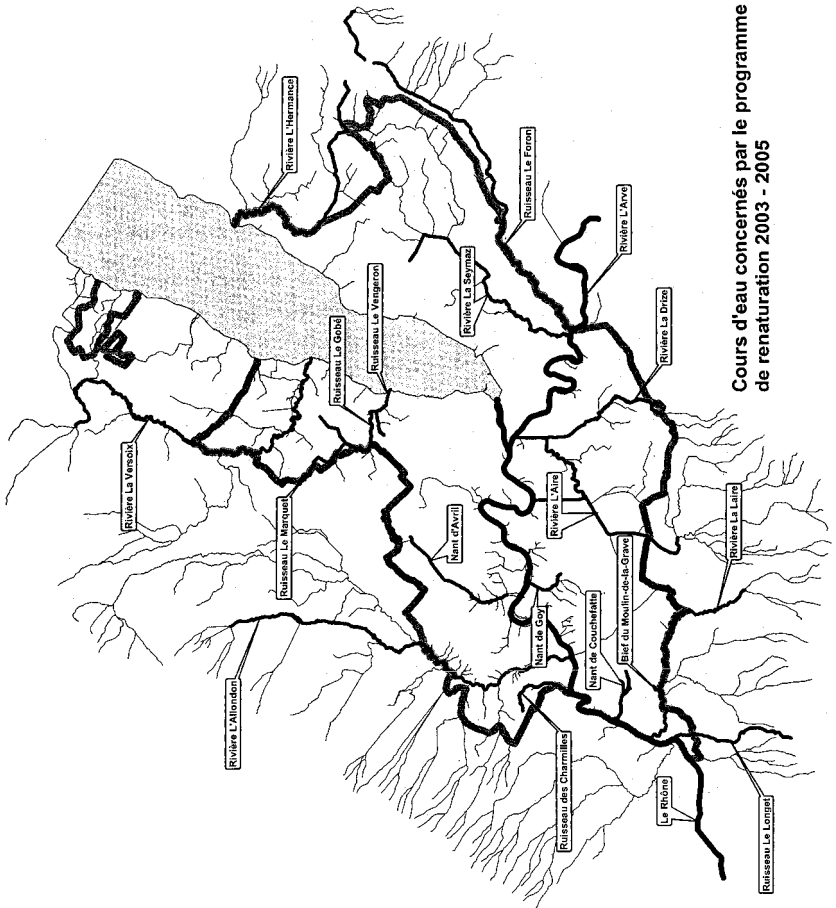 Rivière L'Hermance
Rivière La Versoix
Ruisseau Le Gobé
Ruisseau Le Vengeron
Ruisseau Le Foron
Rivière La Seymaz
Rivière L'Arve
Ruisseau Le Marquet
Rivière L'Allondon
Nant d'Avril
Rivière L'Aire
Rivière La Drize
Nant de Goy
Nant de Couchefatte
Bief du Moulin-de-la-Grave
Rivière La Laire
Ruisseau des Charmilles
Le Rhône
Ruisseau Le Longet
Cours d'eau concernés par le programme
de renaturation 2003 - 2005